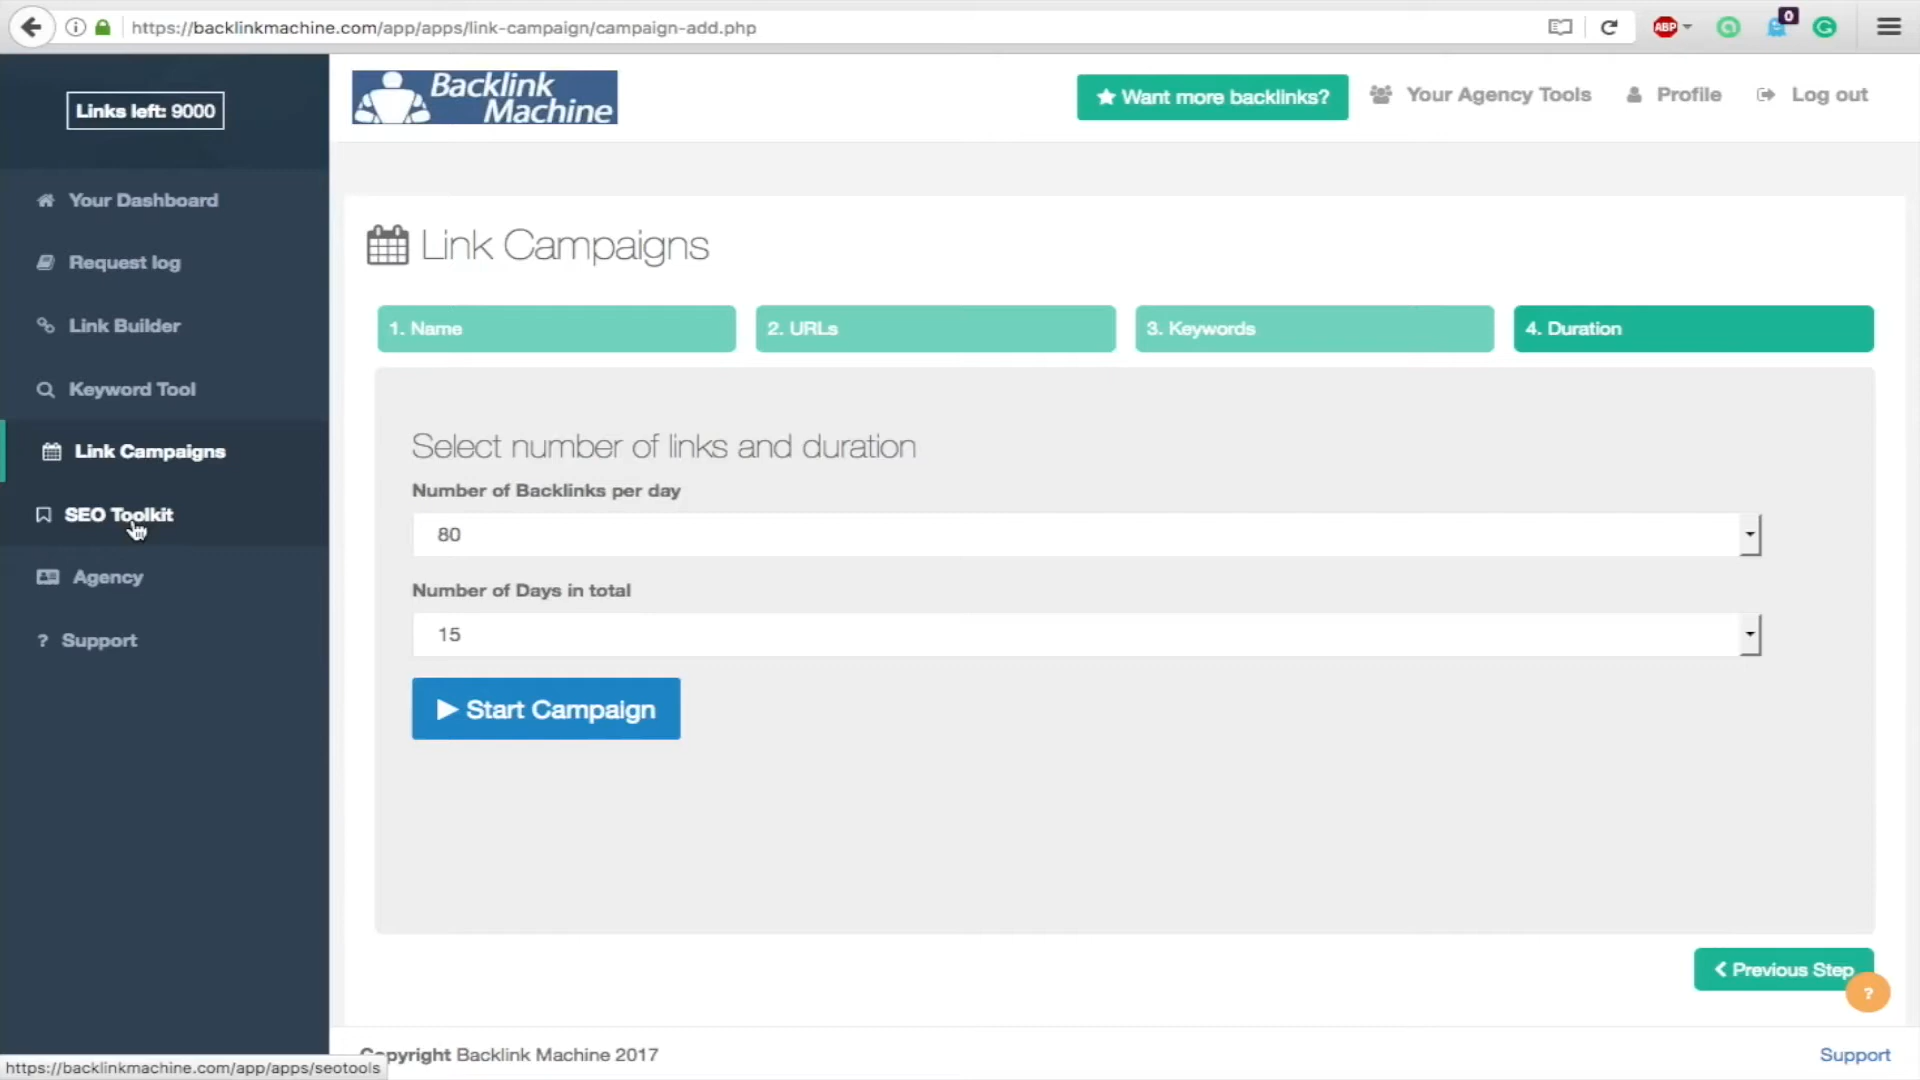 https://backlinkmachine.com/app/apps/link-campaign/campaign-add.php
ABP
0
Links left: 9000
Backlink
Machine
Want more backlinks?
Your Agency Tools
Profile
Log out
Your Dashboard
Request log
Link Builder
Keyword Tool
Link Campaigns
SEO Toolkit
Agency
? Support
Link Campaigns
1. Name
2. URLs
3. Keywords
4. Duration
Select number of links and duration
Number of Backlinks per day
80
Number of Days in total
15
Start Campaign
Previous Step
?
Copyright Backlink Machine 2017
Support
https://backlinkmachine.com/app/apps/seotools